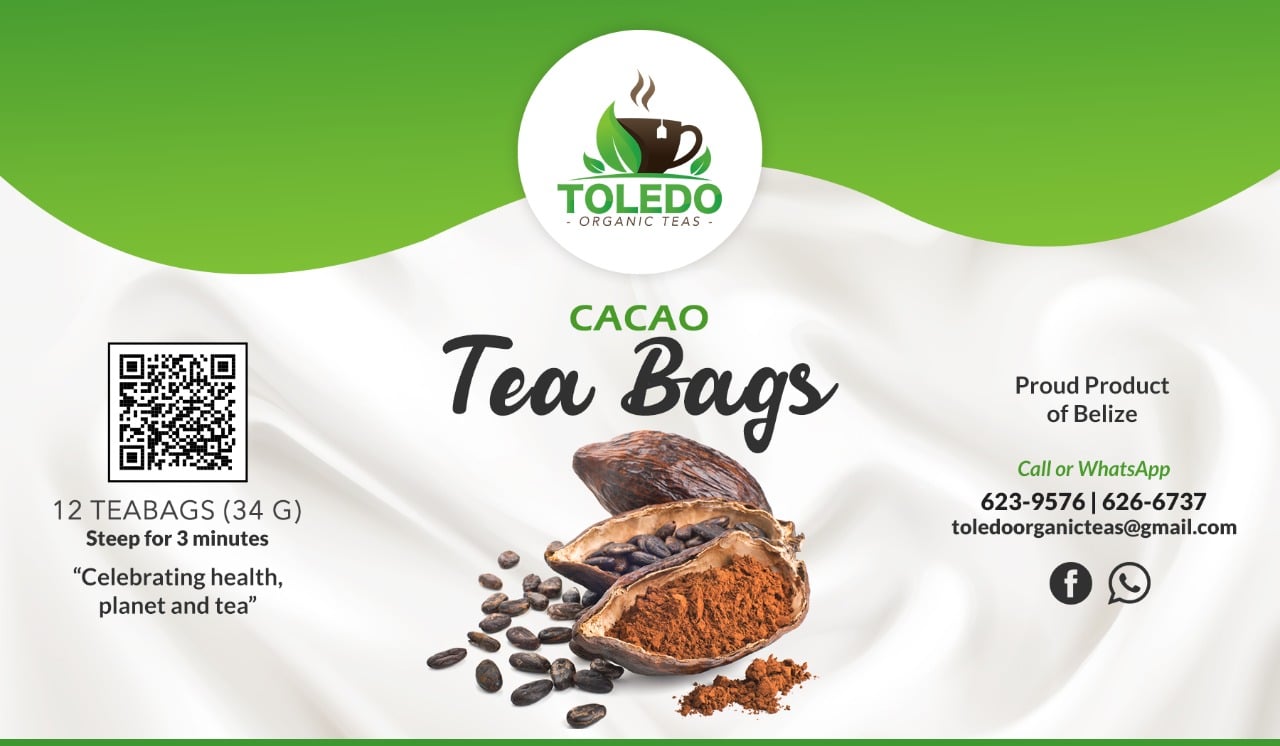 TOLEDO
- ORGANIC TEAS -
CACAO
Tea Bags
12 TEABAGS (34 G)
Steep for 3 minutes
“Celebrating health,
planet and tea”
Proud Product
of Belize
Call or WhatsApp
623-9576 | 626-6737
toledoorganicteas@gmail.com